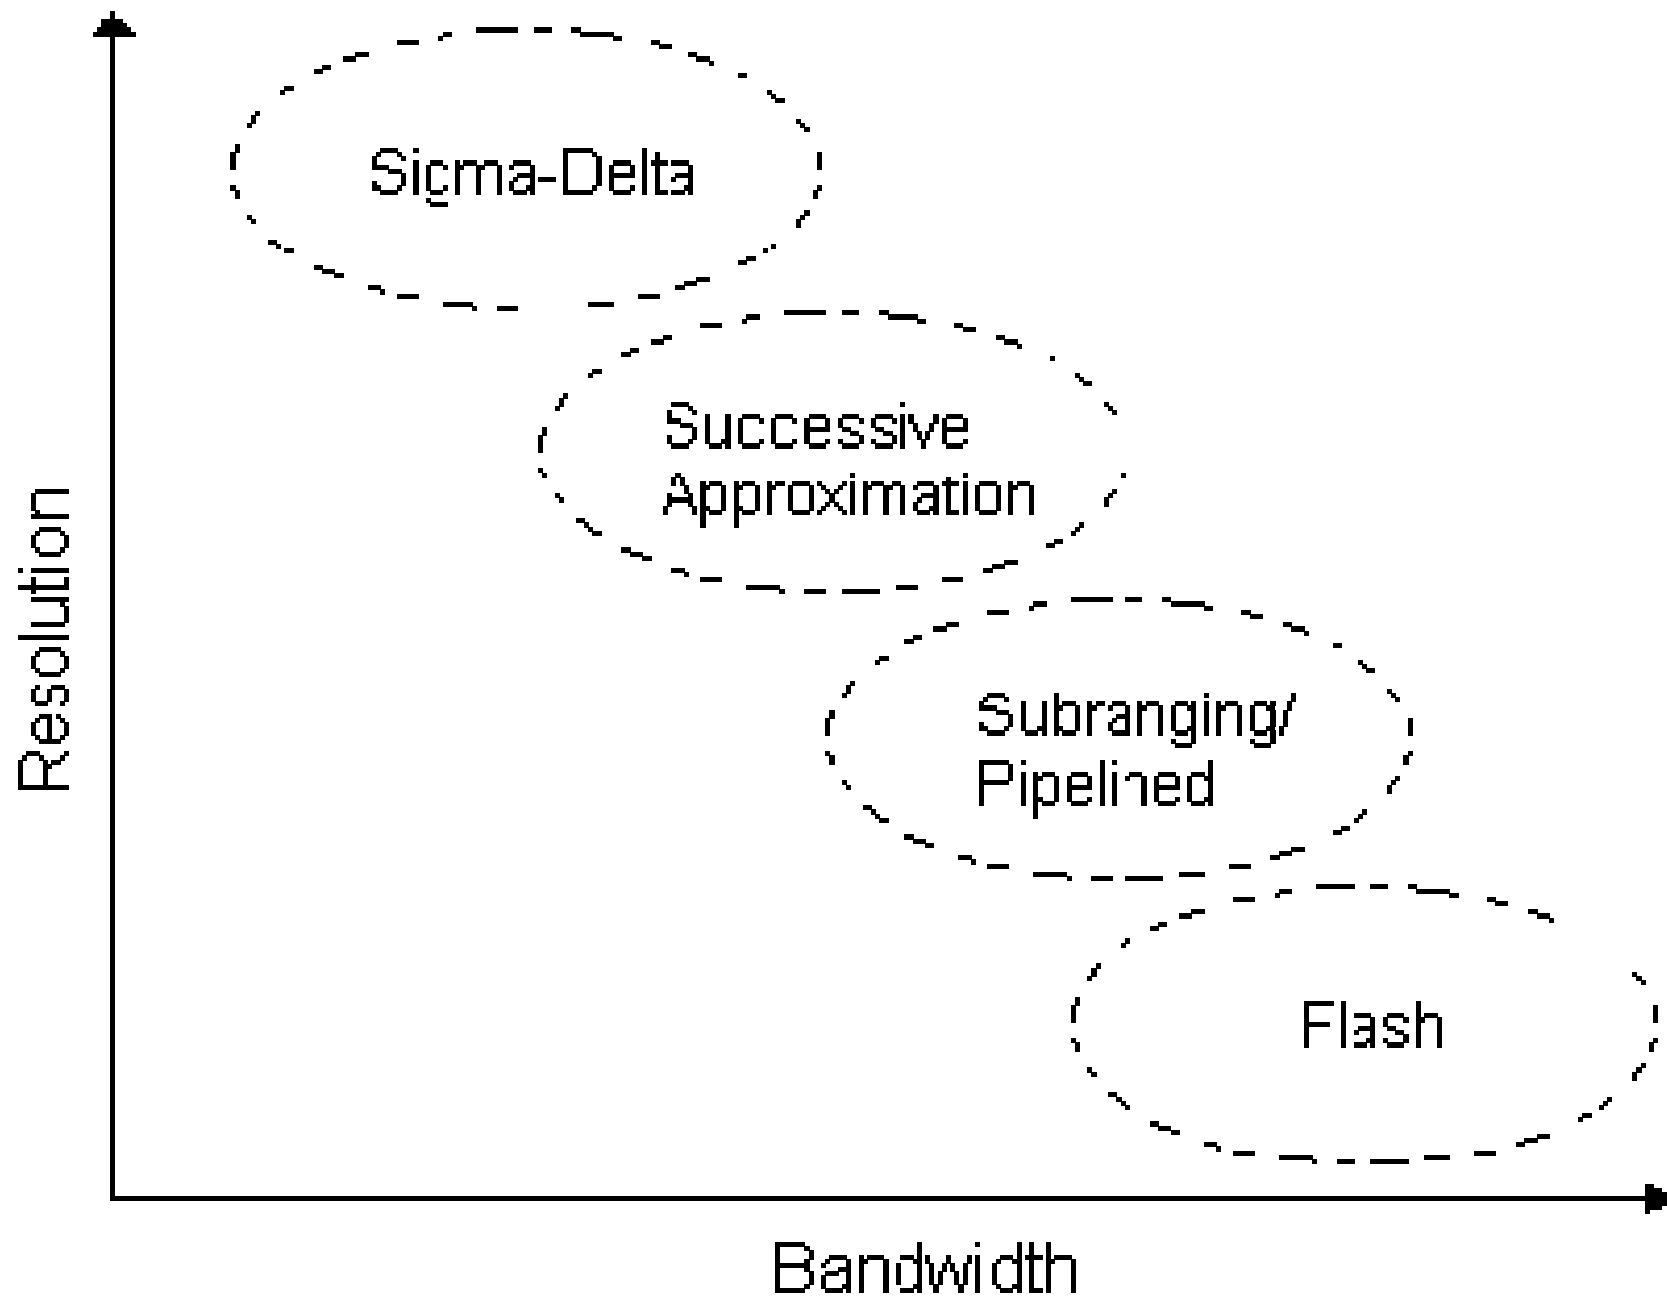 Sigma-Delta
Successive
Approximation
Subranging/
Pipelined
Flash
Resolution
Bandwidth